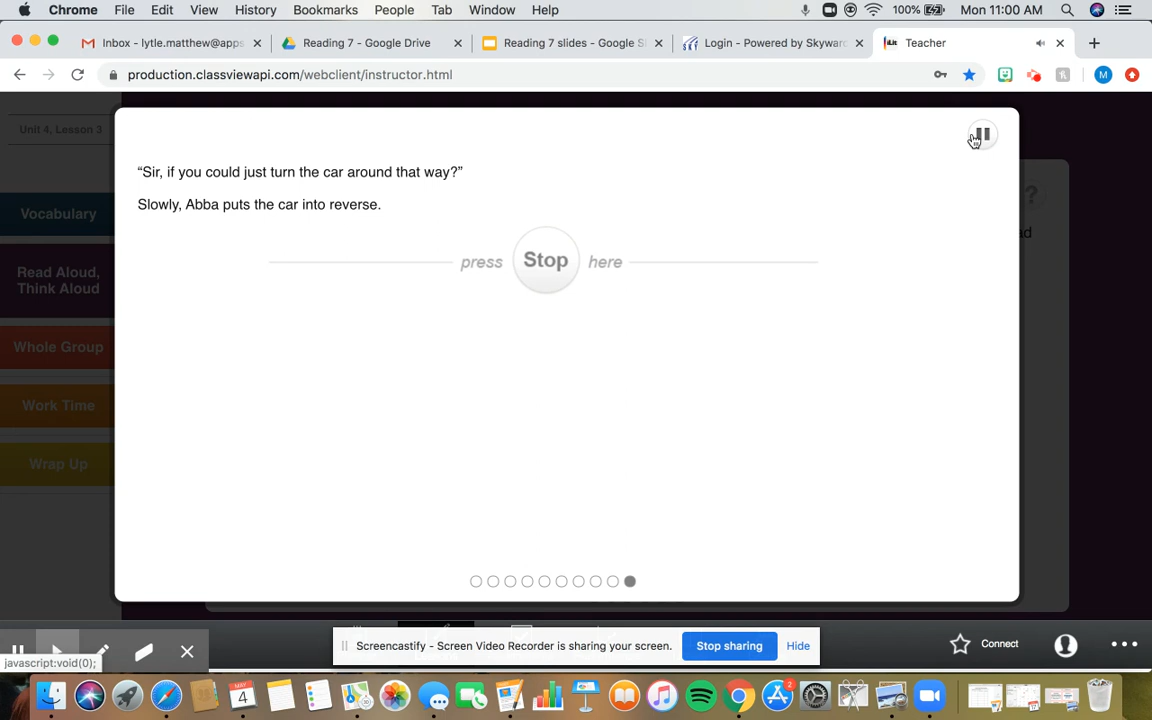 Chrome File Edit View History Bookmarks People Tab Window Help 100% Mon 11:00 AM
Inbox - lytle.matthew@apps
Reading 7 - Google Drive
Reading 7 slides - Google Sl
Login - Powered by Skyward
Teacher
production.classviewapi.com/webclient/instructor.html
M
Unit 4, Lesson 3
Vocabulary
Read Aloud,
Think Aloud
Whole Group
Work Time
Wrap Up
“Sir, if you could just turn the car around that way?”
Slowly, Abba puts the car into reverse.
press Stop here
?
ad
Screencastify - Screen Video Recorder is sharing your screen. Stop sharing Hide
Connect
javascript:void(0);
4
2